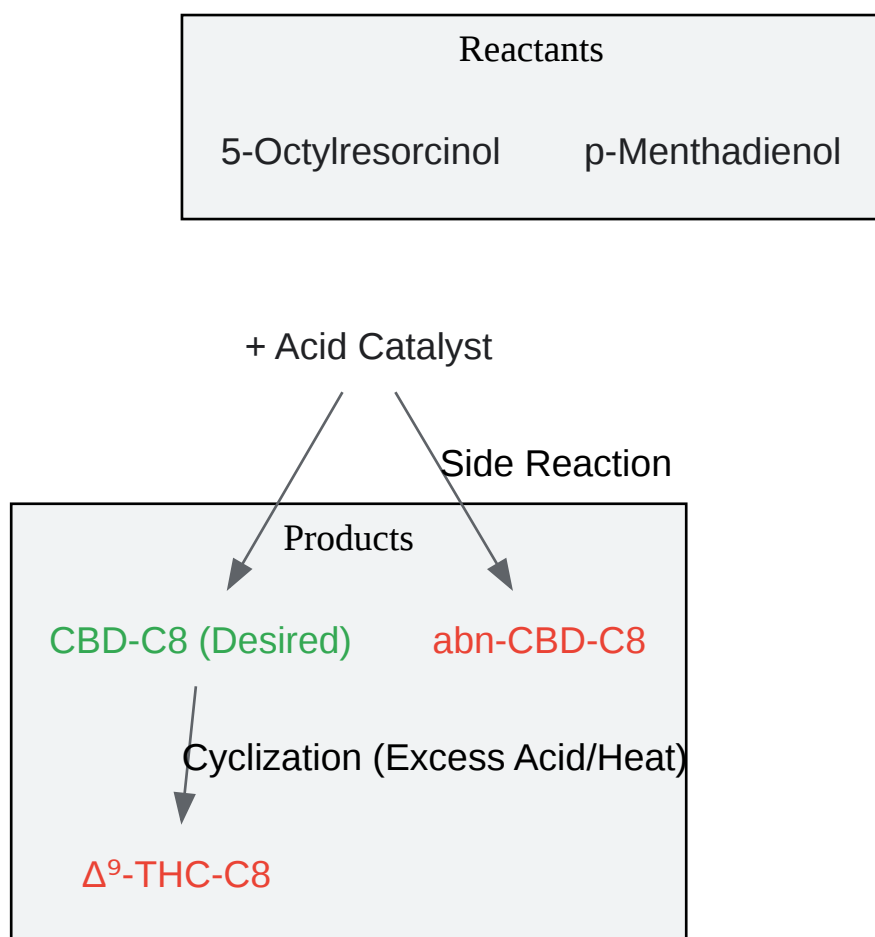 Reactants
5-Octylresorcinol
p-Menthadienol
+ Acid Catalyst
Side Reaction
Products
CBD-C8 (Desired)
abn-CBD-C8
Cyclization (Excess Acid/Heat)
Δ⁹-THC-C8